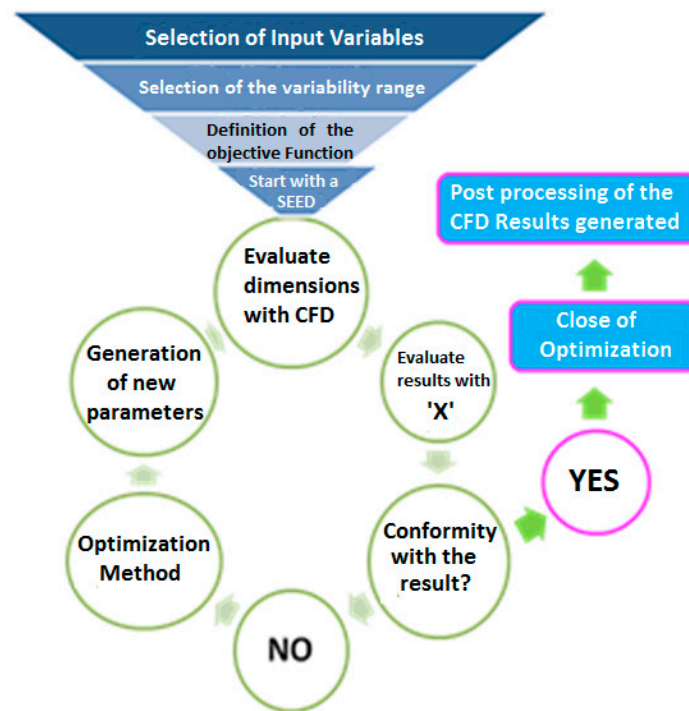 Selection of Input Variables
Selection of the variability range
Definition of the
objective Function
Start with a
SEED
Evaluate
dimensions
with CFD
Evaluate
results with
'X'
Conformity
with the
result?
YES
Close of
Optimization
Post processing of the
CFD Results generated
NO
Optimization
Method
Generation
of new
parameters